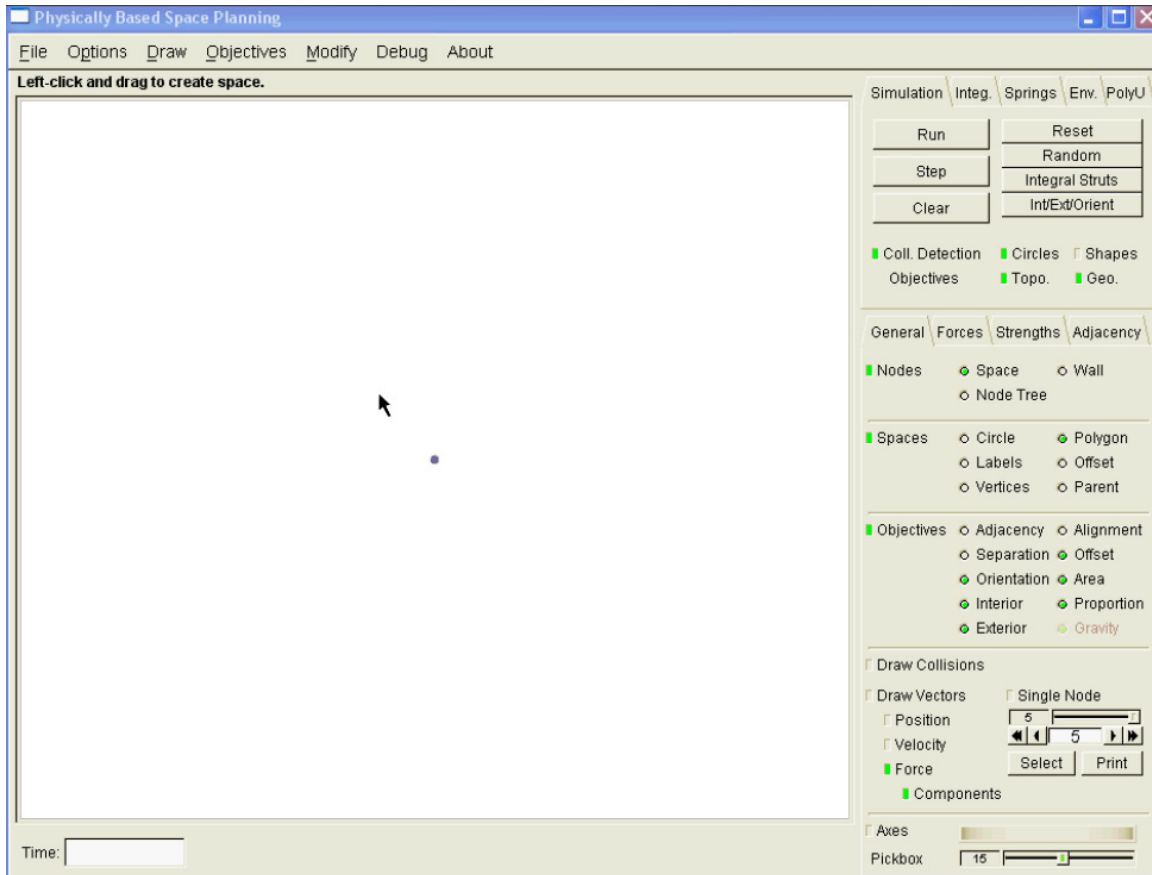 Physically Based Space Planning
File Options Draw Objectives Modify Debug About
Left-click and drag to create space.
Simulation Integ. Springs Env. PolyU
Run Reset
Random
Step
Integral Struts
Clear Int/Ext/Orient
Coll. Detection Circles Shapes
Objectives Topo. Geo.
General Forces Strengths Adjacency
Nodes Space Wall
Node Tree
Spaces Circle Polygon
Labels Offset
Vertices Parent
Objectives Adjacency Alignment
Separation Offset
Orientation Area
Interior Proportion
Exterior Gravity
Draw Collisions
Draw Vectors Single Node
Position 5
Velocity 5
Force Select Print
Components
Axes
Time: Pickbox 15